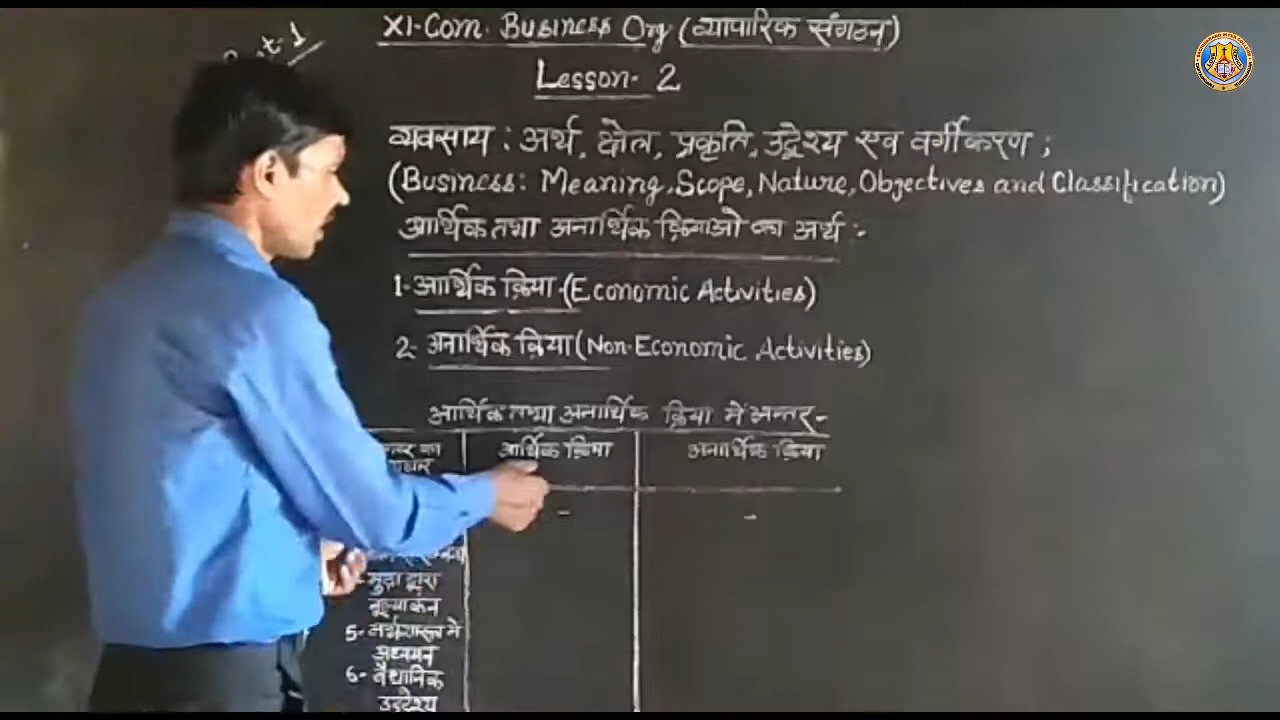 XI-Com. Business Org (व्यापारिक संगठन)
Lesson- 2
व्यवसाय : अर्थ, क्षेत्र, प्रकृति, उद्देश्य एव वर्गीकरण ;
(Business: Meaning, Scope, Nature, Objectives and Classification)
आर्थिक तथा अनार्थिक क्रियाओ का अर्थ :-
1- आर्थिक क्रिया-(Economic Activities)
2- अनार्थिक क्रिया (Non-Economic Activities)
आर्थिक तथा अनार्थिक क्रिया मे अन्तर-
आर्थिक क्रिया अनार्थिक क्रिया
मुद्रा द्वारा
मूल्यांकन
5- अर्थशास्त्र मे
अध्ययन
6- वैधानिक
उद्देश्य